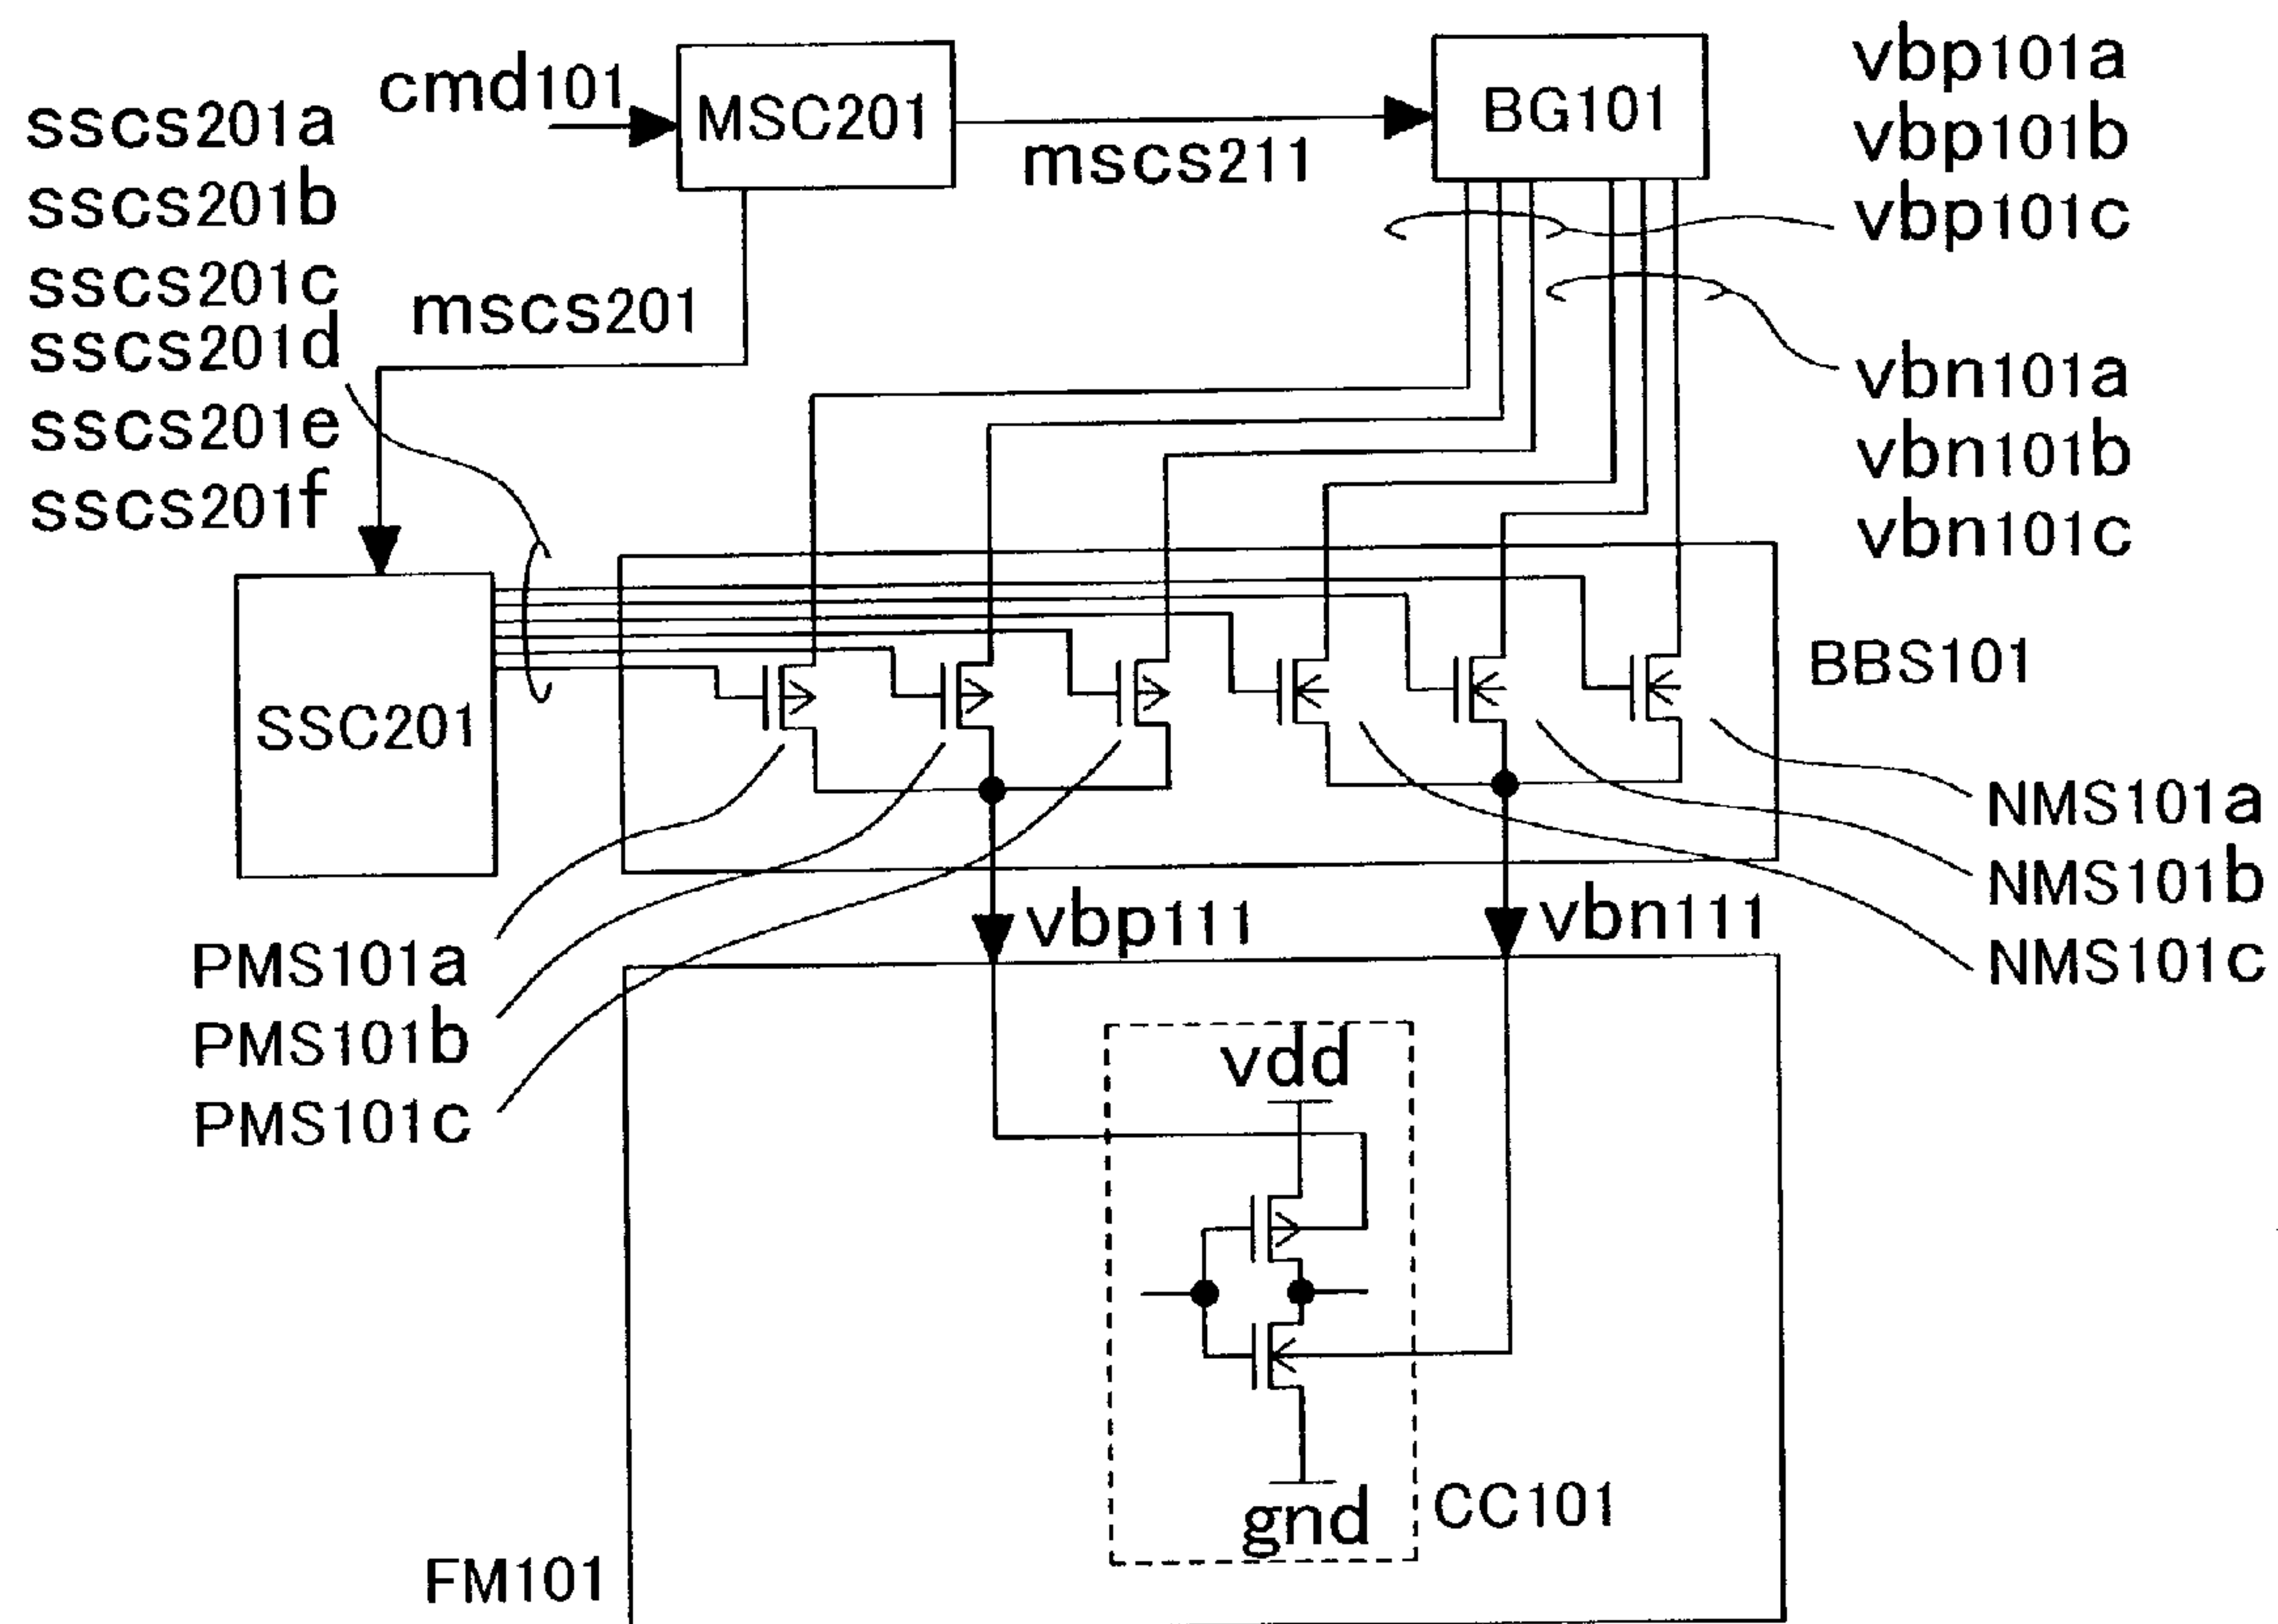 cmd101
MSC201
mscs211
BG101
vbp101a
vbp101b
vbp101c
sscs201a
sscs201b
sscs201c
sscs201d
sscs201e
sscs201f
mscs201
vbn101a
vbn101b
vbn101c
SSC201
BBS101
NMS101a
NMS101b
NMS101c
PMS101a
PMS101b
PMS101c
vbp111
vbn111
vdd
gnd
CC101
FM101